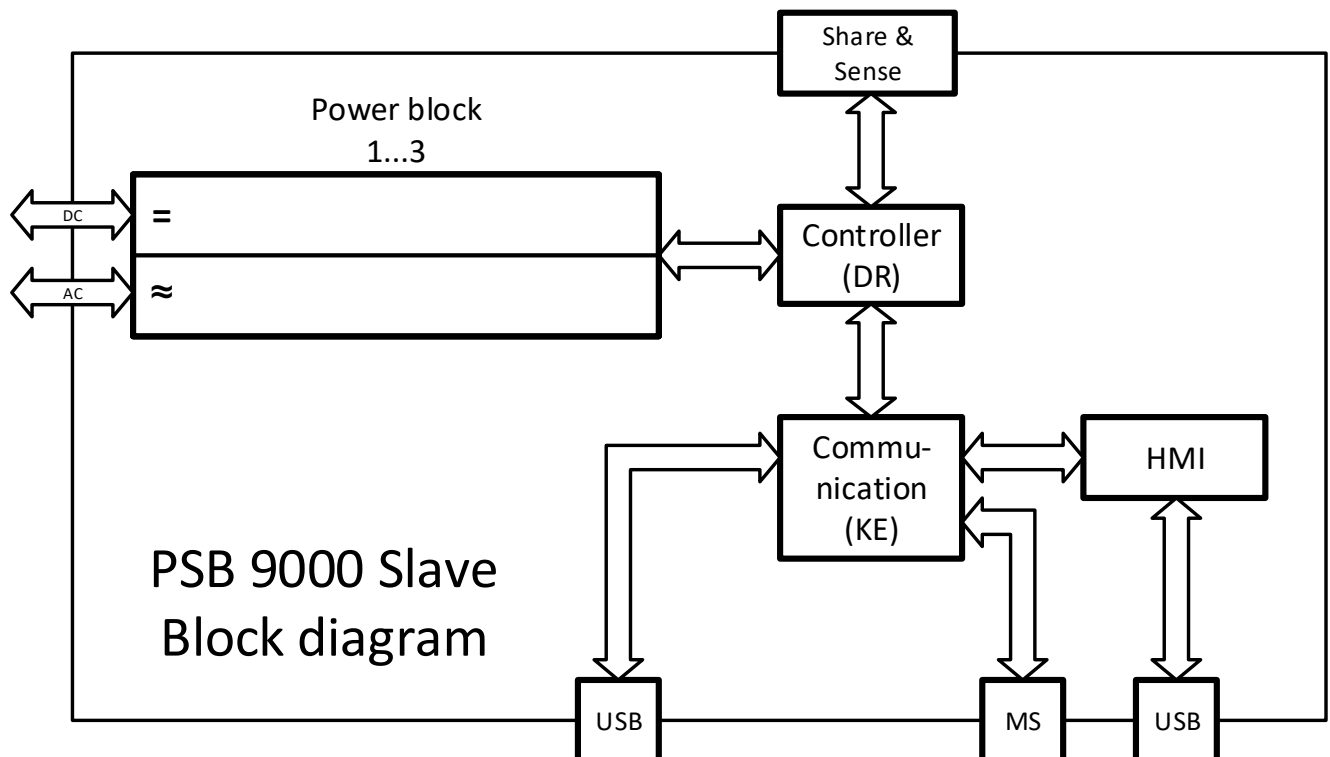 Share &
Sense
Power block
1...3
DC
=
AC
≈
Controller
(DR)
Commu-
nication
(KE)
HMI
PSB 9000 Slave
Block diagram
USB
MS
USB